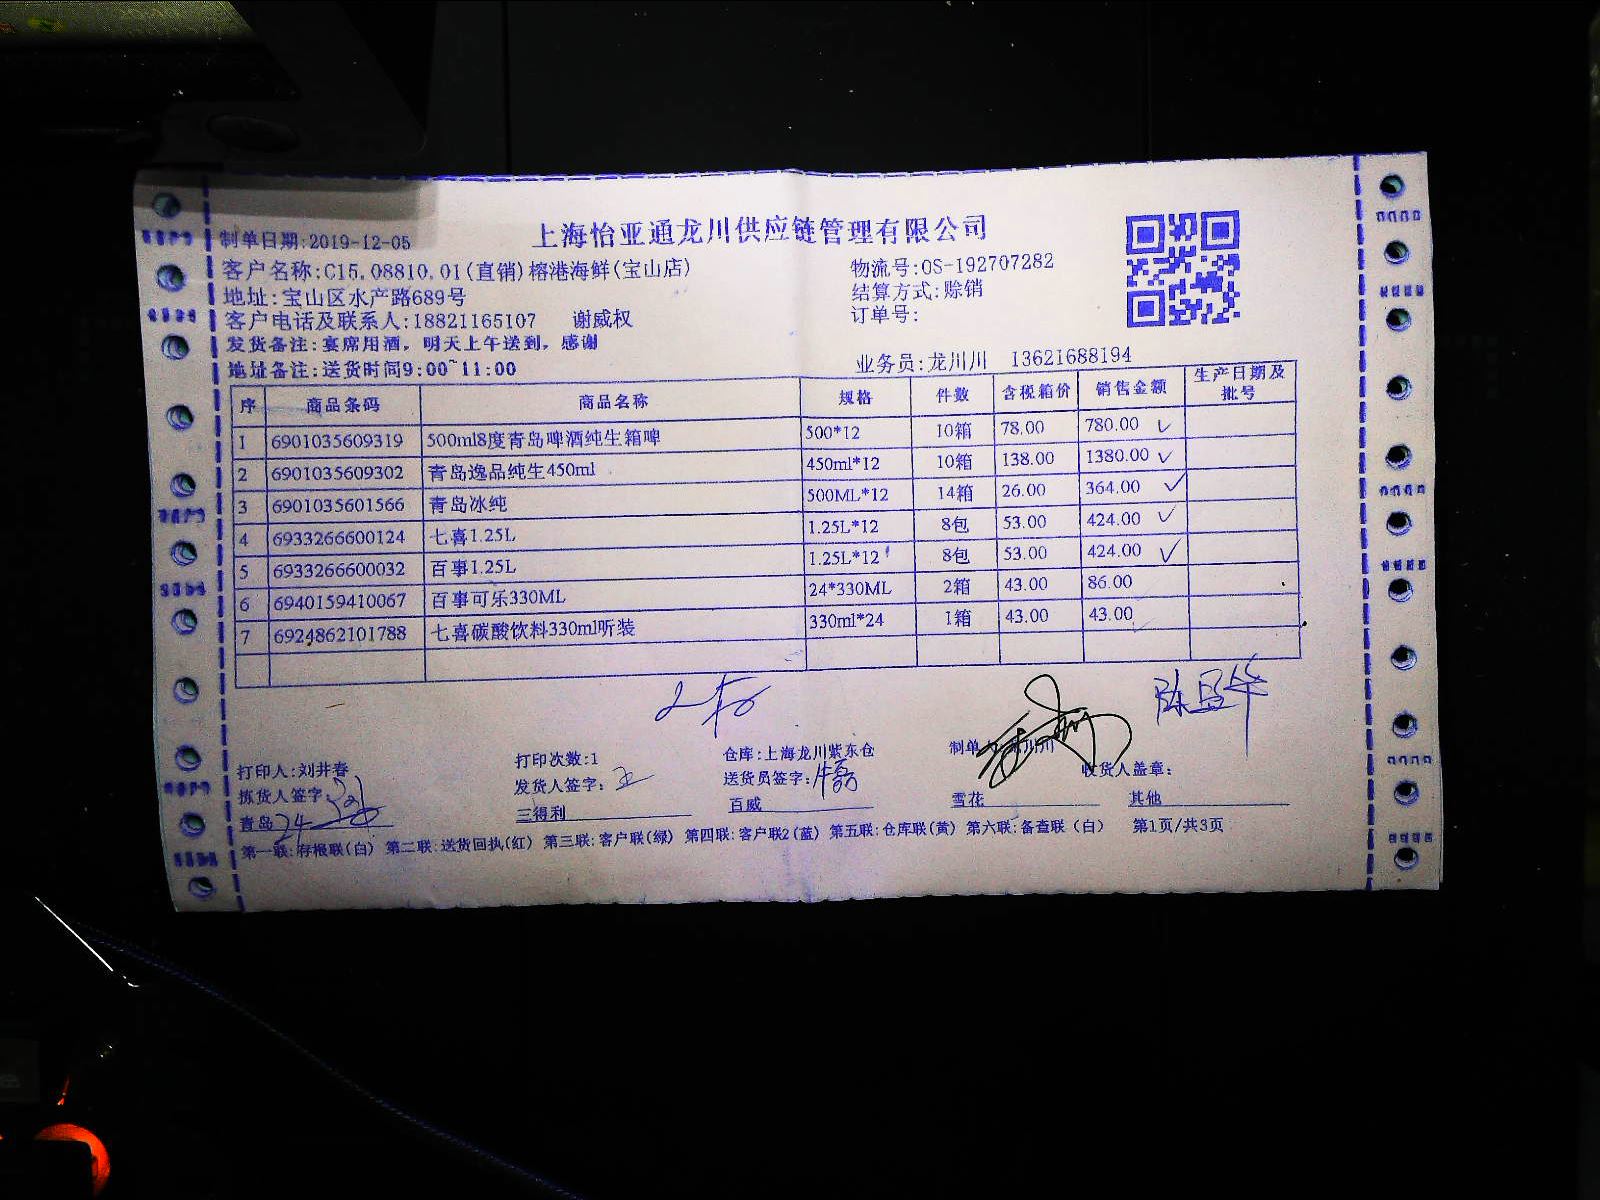 上海怡亚通龙川供应链管理有限公司
制单日期:2019-12-05
客户名称:C15.08810.01(直销)榕港海鲜(宝山店) 物流号:OS-192707282
地址:宝山区水产路689号 结算方式:赊销
客户电话及联系人:18821165107 谢威权 订单号:
发货备注:宴席用酒，明天上午送到，感谢
地址备注:送货时间9:00~11:00 业务员:龙川川 13621688194
序 商品条码 商品名称 规格 件数 含税箱价 销售金额 生产日期及批号
1 6901035609319 500ml8度青岛啤酒纯生箱啤 500*12 10箱 78.00 780.00 ✓
2 6901035609302 青岛逸品纯生450ml 450ml*12 10箱 138.00 1380.00 ✓
3 6901035601566 青岛冰纯 500ML*12 14箱 26.00 364.00 ✓
4 6933266600124 七喜1.25L 1.25L*12 8包 53.00 424.00 ✓
5 6933266600032 百事1.25L 1.25L*12 8包 53.00 424.00 ✓
6 6940159410067 百事可乐330ML 24*330ML 2箱 43.00 86.00
7 6924862101788 七喜碳酸饮料330ml听装 330ml*24 1箱 43.00 43.00
陈昌华
打印人:刘井春 打印次数:1 仓库:上海龙川紫东仓 制单
拣货人签字: 发货人签字: 送货员签字:牛磊 收货人盖章:
青岛 24 三得利 百威 雪花 其他
第一联:存根联(白) 第二联:送货回执(红) 第三联:客户联(绿) 第四联:客户联2(蓝) 第五联:仓库联(黄) 第六联:备查联(白) 第1页/共3页